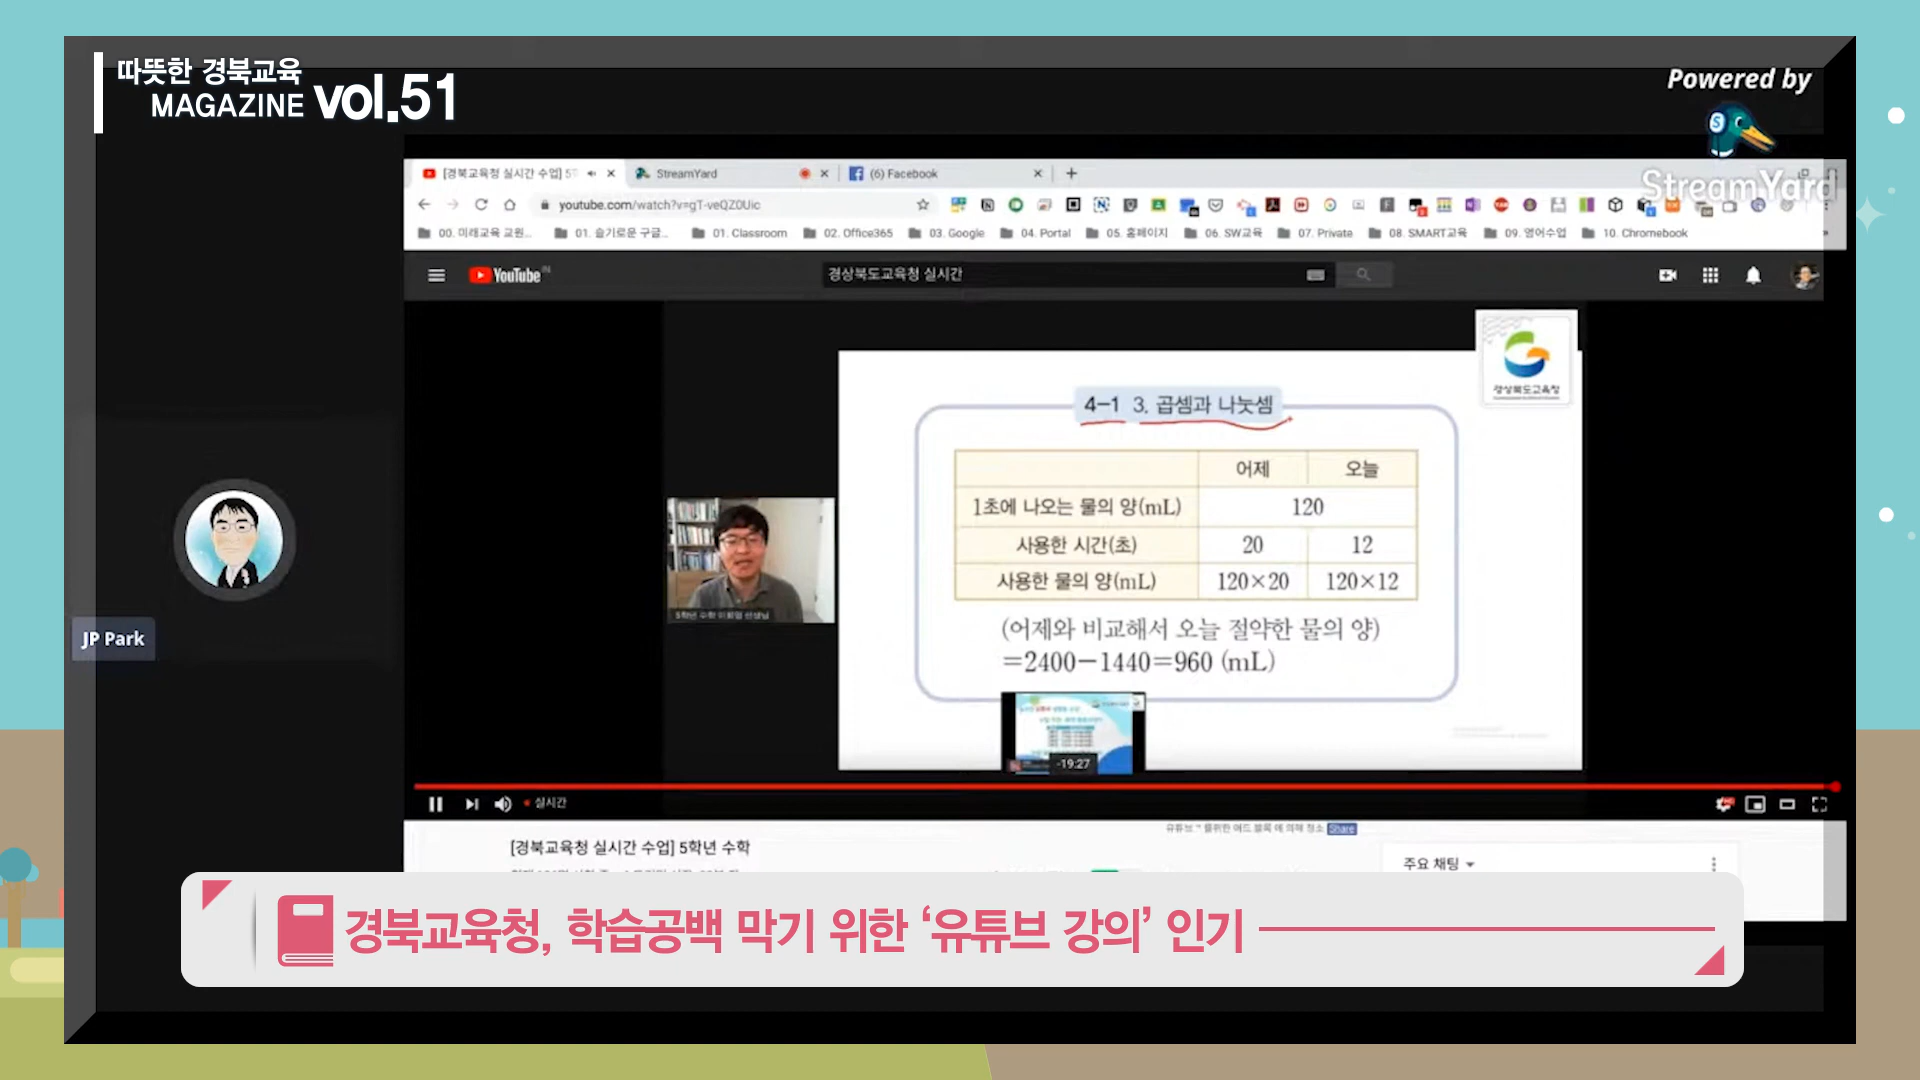 따뜻한 경북교육
MAGAZINE vol.51
Powered by
StreamYard
[경북교육청 실시간 수업] 5
StreamYard
(6) Facebook
youtube.com/watch?v=gT-veQZ0Uic
00. 미래교육 교원...
01. 슬기로운 구글...
01. Classroom
02. Office365
03. Google
04. Portal
05. 홈페이지
06. SW교육
07. Private
08. SMART교육
09. 영어수업
10. Chromebook
YouTube
경상북도교육청 실시간
경상북도교육청
4-1 3. 곱셈과 나눗셈
어제 오늘
1초에 나오는 물의 양(mL) 120
사용한 시간(초) 20 12
사용한 물의 양(mL) 120×20 120×12
(어제와 비교해서 오늘 절약한 물의 양)
=2400-1440=960 (mL)
JP Park
-19:27
실시간
Share
[경북교육청 실시간 수업] 5학년 수학
주요 채팅
경북교육청, 학습공백 막기 위한 ‘유튜브 강의’ 인기